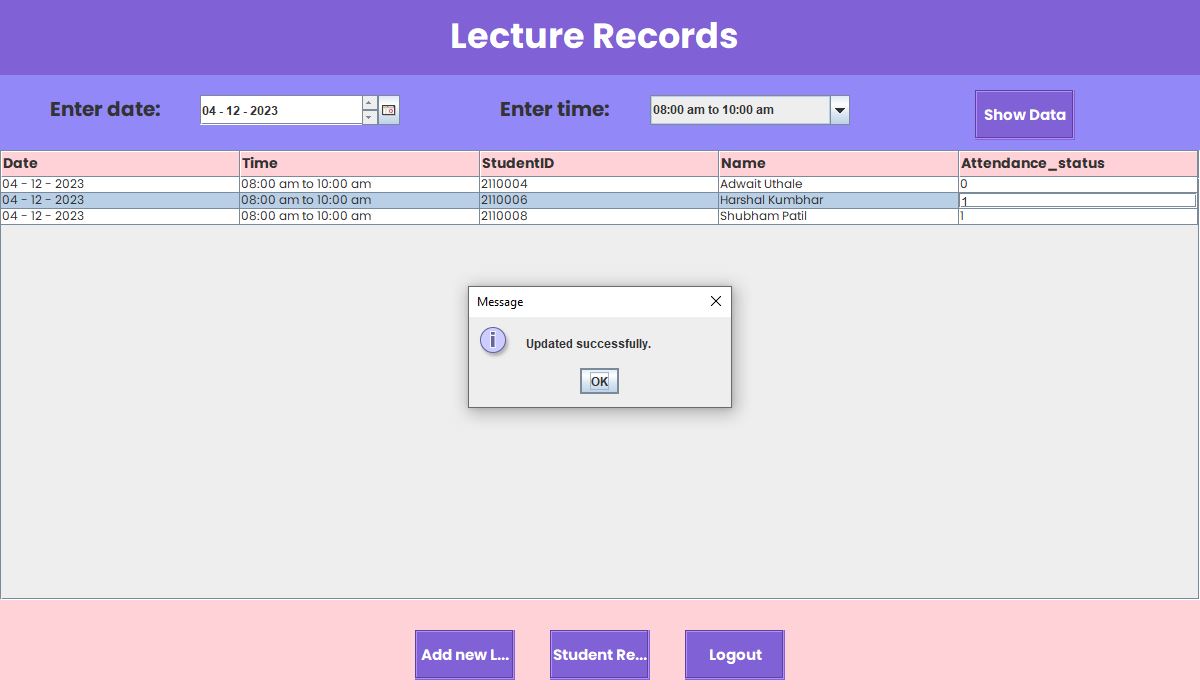 Lecture Records
Enter date: 04 - 12 - 2023 Enter time: 08:00 am to 10:00 am Show Data
Date Time StudentID Name Attendance_status
04 - 12 - 2023 08:00 am to 10:00 am 2110004 Adwait Uthale 0
04 - 12 - 2023 08:00 am to 10:00 am 2110006 Harshal Kumbhar 1
04 - 12 - 2023 08:00 am to 10:00 am 2110008 Shubham Patil 1
Message
i Updated successfully.
OK
Add new L... Student Re... Logout